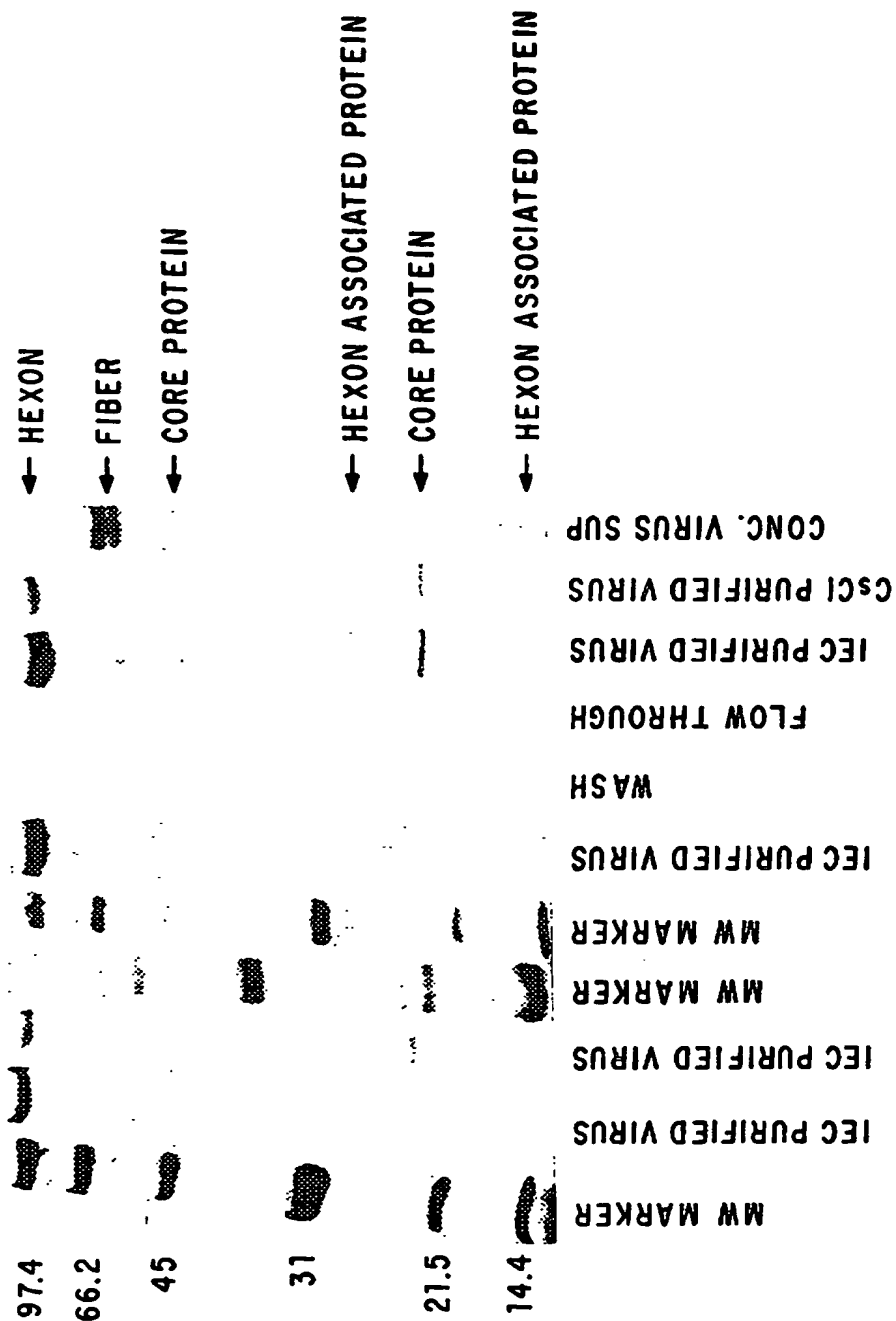 97.4
66.2
45
31
21.5
14.4
HEXON
FIBER
CORE PROTEIN
HEXON ASSOCIATED PROTEIN
CORE PROTEIN
HEXON ASSOCIATED PROTEIN
MW MARKER
IEC PURIFIED VIRUS
IEC PURIFIED VIRUS
MW MARKER
MW MARKER
IEC PURIFIED VIRUS
WASH
FLOW THROUGH
IEC PURIFIED VIRUS
CsCl PURIFIED VIRUS
CONC. VIRUS SUP